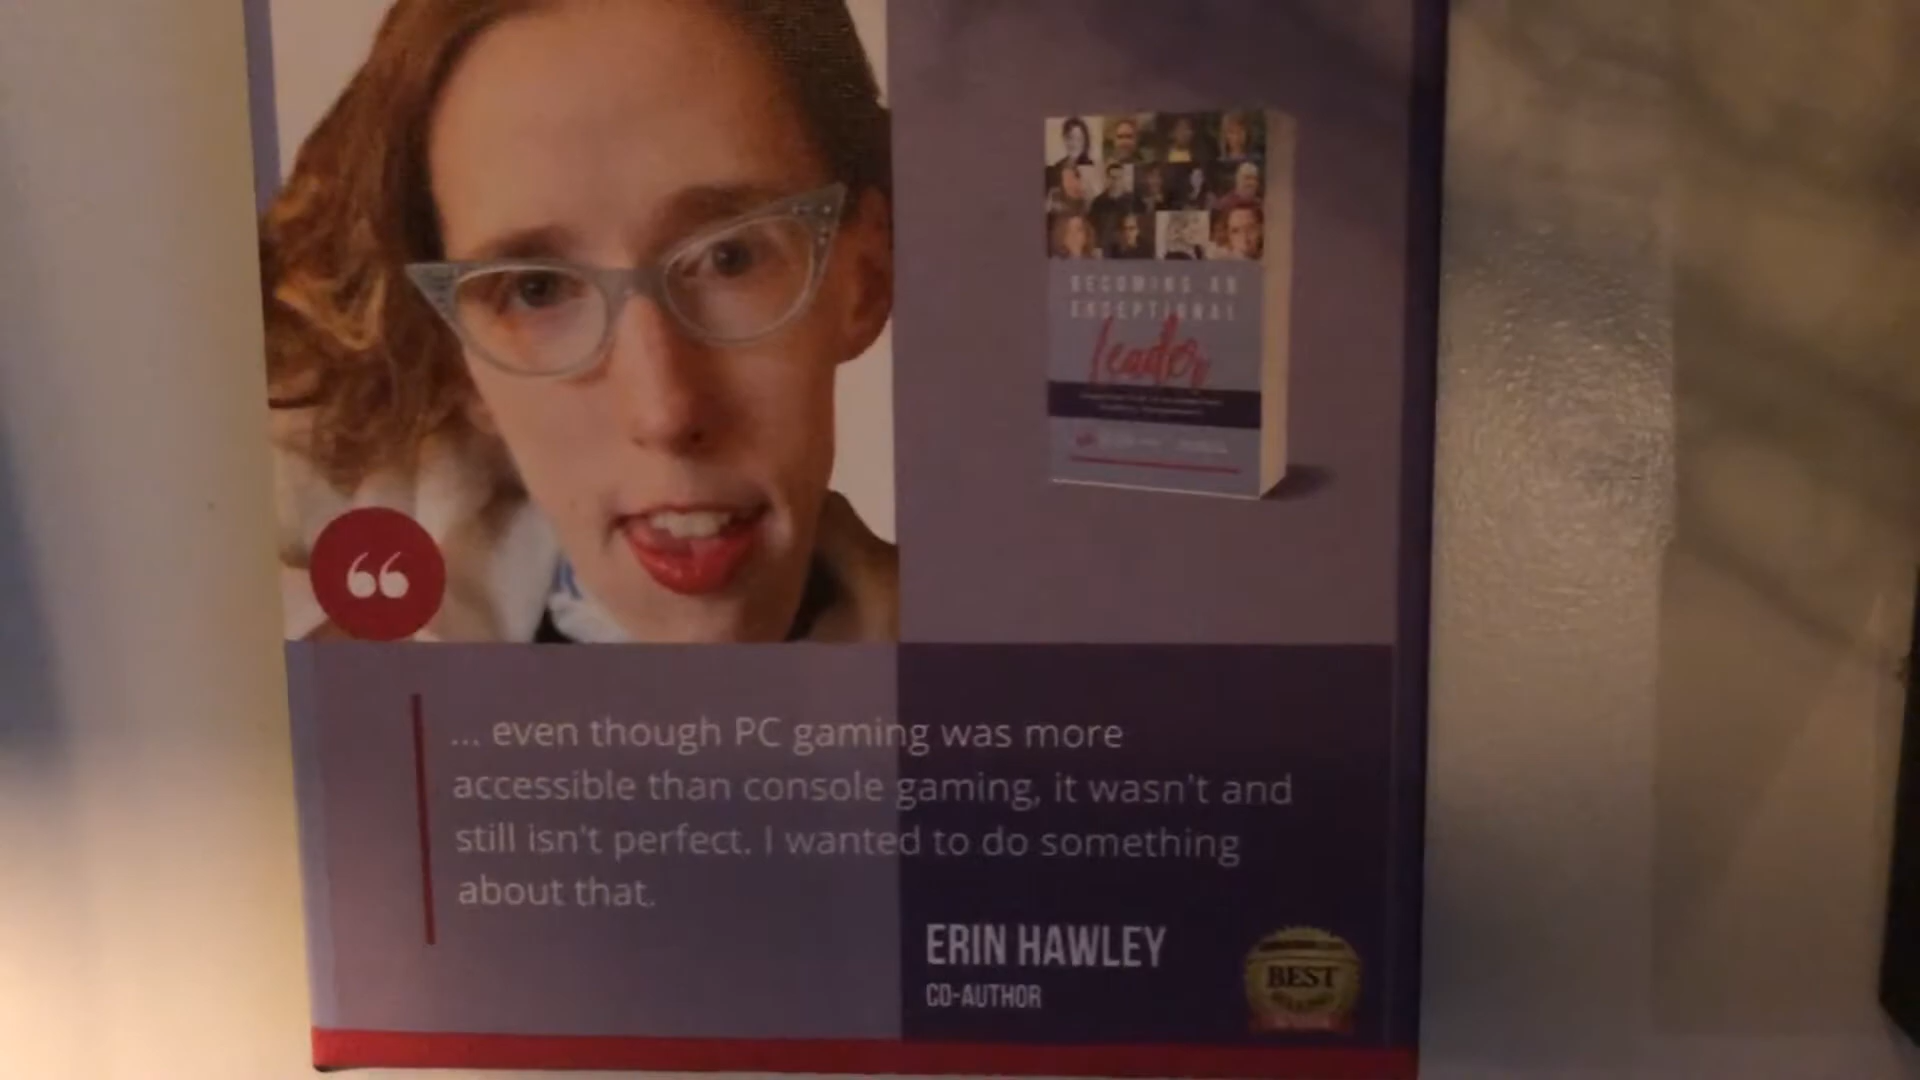 BECOMING AN
EXCEPTIONAL
leader
... even though PC gaming was more
accessible than console gaming, it wasn't and
still isn't perfect. I wanted to do something
about that.
ERIN HAWLEY
CO-AUTHOR
BEST